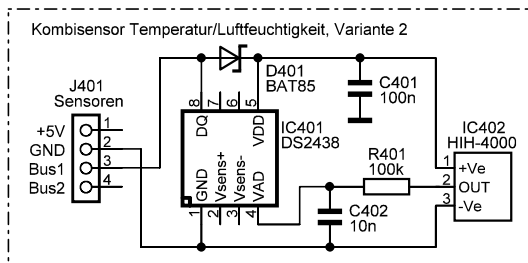 Kombisensor Temperatur/Luftfeuchtigkeit, Variante 2
J401
Sensoren
+5V 1
GND 2
Bus1 3
Bus2 4
8 7 6 5
DQ
VDD
GND
Vsens+
Vsens-
VAD
1 2 3 4
D401
BAT85
IC401
DS2438
C401
100n
R401
100k
C402
10n
IC402
HIH-4000
1 +Ve
2 OUT
3 -Ve